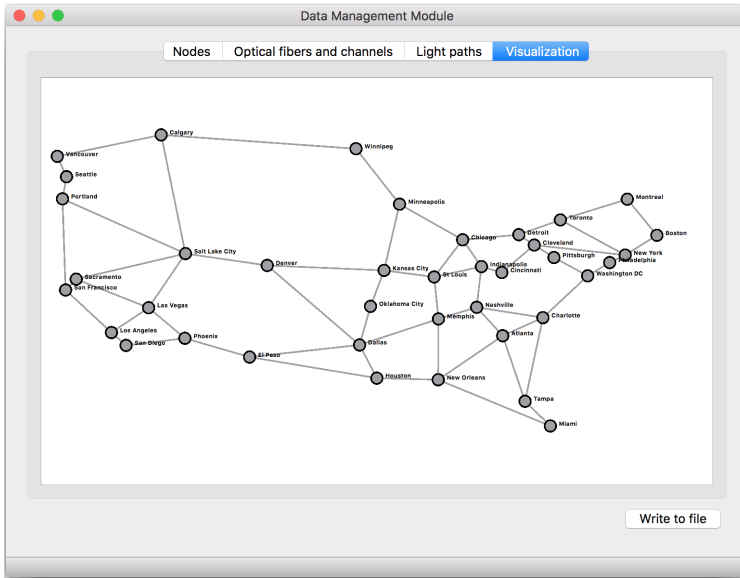 Data Management Module
Nodes
Optical fibers and channels
Light paths
Visualization
Calgary
Winnipeg
Vancouver
Seattle
Portland
Minneapolis
Montreal
Toronto
Boston
Detroit
Chicago
Cleveland
Salt Lake City
New York
Pittsburgh
Philadelphia
Denver
Indianapolis
Kansas City
Cincinnati
St Louis
Washington DC
Sacramento
San Francisco
Las Vegas
Oklahoma City
Nashville
Memphis
Charlotte
Los Angeles
Atlanta
Phoenix
San Diego
Dallas
El Paso
Houston
New Orleans
Tampa
Miami
Write to file